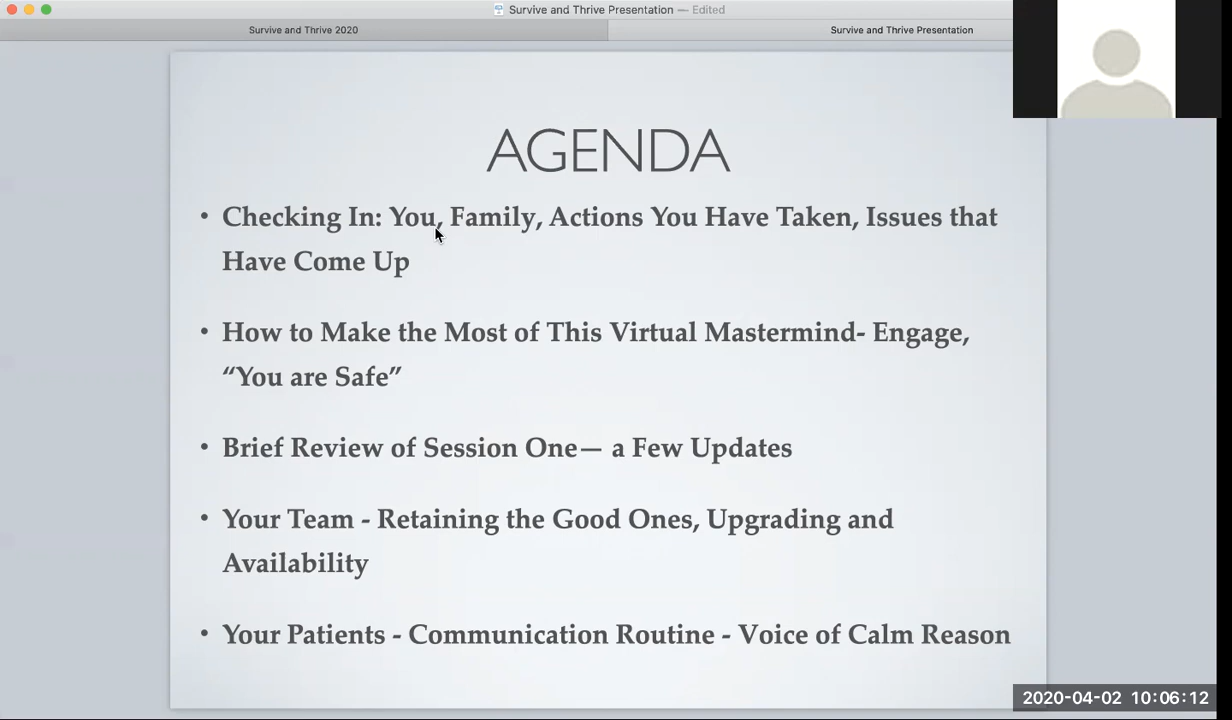 Survive and Thrive Presentation — Edited
Survive and Thrive 2020
Survive and Thrive Presentation
AGENDA
• Checking In: You, Family, Actions You Have Taken, Issues that
Have Come Up
• How to Make the Most of This Virtual Mastermind- Engage,
“You are Safe”
• Brief Review of Session One— a Few Updates
• Your Team - Retaining the Good Ones, Upgrading and
Availability
• Your Patients - Communication Routine - Voice of Calm Reason
2020-04-02 10:06:12